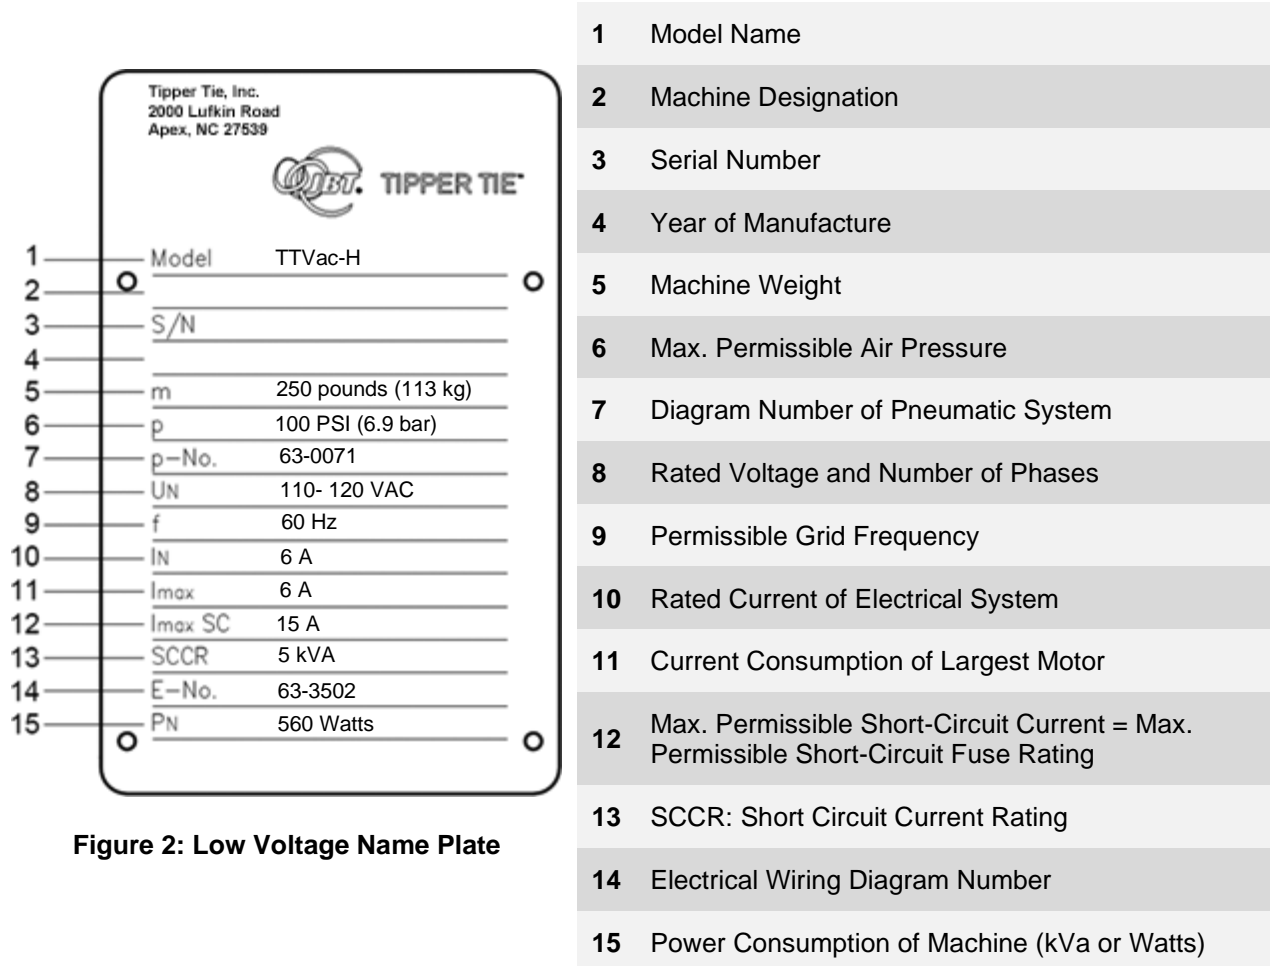 Tipper Tie, Inc.
2000 Lufkin Road
Apex, NC 27539
JBT. TIPPER TIE
1 Model TTVac-H
2
3 S/N
4
5 m 250 pounds (113 kg)
6 p 100 PSI (6.9 bar)
7 p-No. 63-0071
8 UN 110- 120 VAC
9 f 60 Hz
10 IN 6 A
11 Imax 6 A
12 Imax SC 15 A
13 SCCR 5 kVA
14 E-No. 63-3502
15 PN 560 Watts
Figure 2: Low Voltage Name Plate
1 Model Name
2 Machine Designation
3 Serial Number
4 Year of Manufacture
5 Machine Weight
6 Max. Permissible Air Pressure
7 Diagram Number of Pneumatic System
8 Rated Voltage and Number of Phases
9 Permissible Grid Frequency
10 Rated Current of Electrical System
11 Current Consumption of Largest Motor
12 Max. Permissible Short-Circuit Current = Max.
Permissible Short-Circuit Fuse Rating
13 SCCR: Short Circuit Current Rating
14 Electrical Wiring Diagram Number
15 Power Consumption of Machine (kVa or Watts)